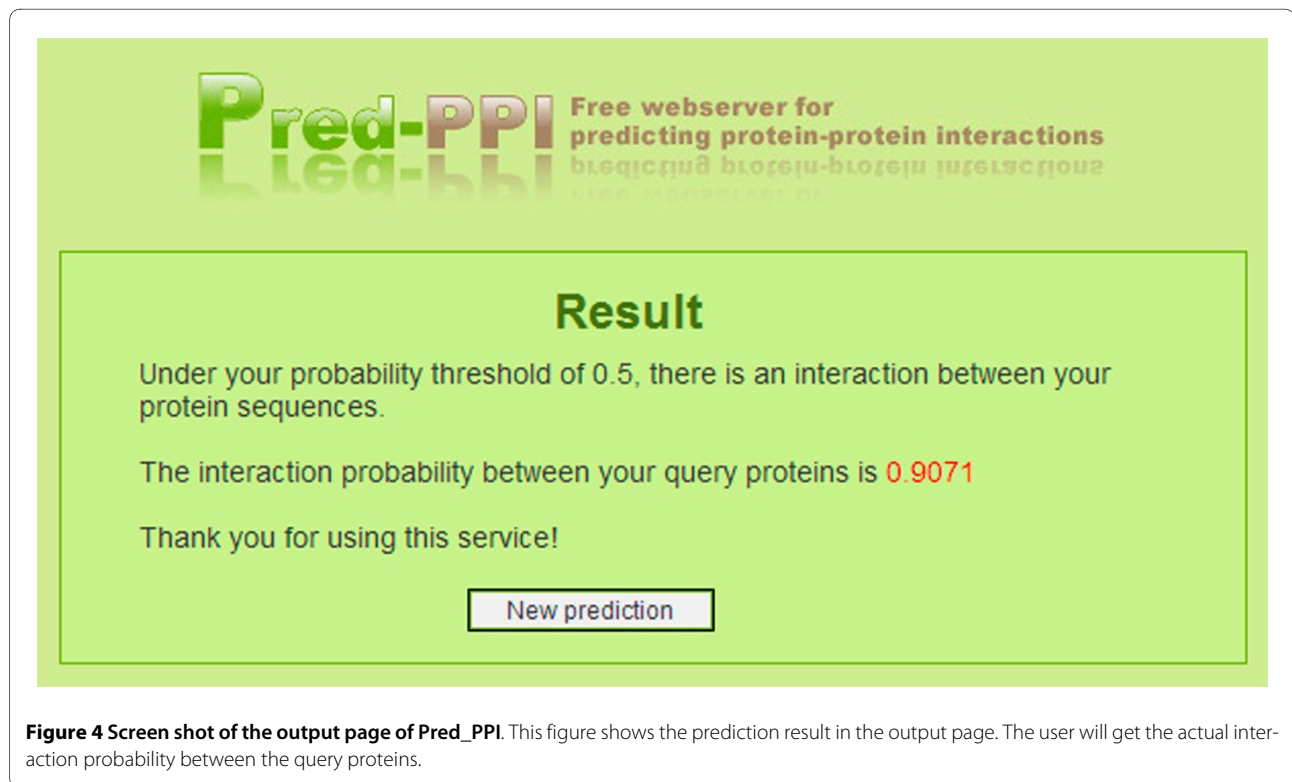 Pred-PPI
Free webserver for
predicting protein-protein interactions
Result
Under your probability threshold of 0.5, there is an interaction between your
protein sequences.
The interaction probability between your query proteins is 0.9071
Thank you for using this service!
New prediction
Figure 4 Screen shot of the output page of Pred_PPI. This figure shows the prediction result in the output page. The user will get the actual inter-
action probability between the query proteins.